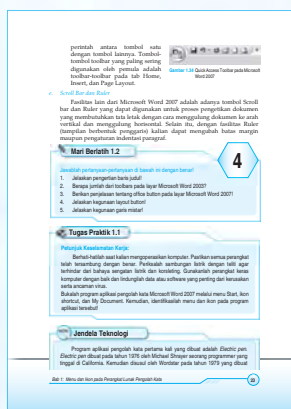 perintah antara tombol satu
dengan tombol lainnya. Tombol-
tombol toolbar yang paling sering
digunakan oleh pemula adalah
toolbar-toolbar pada tab Home,
Insert, dan Page Layout.
Gambar 1.24 Quick Access Toolbar pada Microsoft
Word 2007
e. Scroll Bar dan Ruler
Fasilitas lain dari Microsoft Word 2007 adalah adanya tombol Scroll
bar dan Ruler yang dapat digunakan untuk proses pengetikan dokumen
yang membutuhkan tata letak dengan cara menggulung dokumen ke arah
vertikal dan menggulung horisontal. Selain itu, dengan fasilitas Ruler
(tampilan berbentuk penggaris) kalian dapat mengubah batas margin
maupun pengaturan indentasi paragraf.
Mari Berlatih 1.2
4
Jawablah pertanyaan-pertanyaan di bawah ini dengan benar!
1. Jelaskan pengertian baris judul!
2. Berapa jumlah dari toolbars pada layar Microsoft Word 2003?
3. Berikan penjelasan tentang office button pada layar Microsoft Word 2007!
4. Jelaskan kegunaan layout button!
5. Jelaskan kegunaan garis mistar!
Tugas Praktik 1.1
Petunjuk Keselamatan Kerja:
Berhati-hatilah saat kalian mengoperasikan komputer. Pastikan semua perangkat
telah tersambung dengan benar. Periksalah sambungan listrik dengan teliti agar
terhindar dari bahaya sengatan listrik dan korsleting. Gunakanlah perangkat keras
komputer dengan baik dan lindungilah data atau software yang penting dari kerusakan
serta ancaman virus.
Bukalah program aplikasi pengolah kata Microsoft Word 2007 melalui menu Start, ikon
shortcut, dan My Document. Kemudian, identifikasilah menu dan ikon pada program
aplikasi tersebut!
Jendela Teknologi
Program aplikasi pengolah kata yang pertama kali dibuat adalah Electric pen.
Electric pen dibuat pada tahun 1976 oleh Michael Shrayer seorang programmer yang
tinggal di California. Kemudian disusul oleh Wordstar pada tahun 1979 yang dibuat
Bab 1: Menu dan Ikon pada Perangkat Lunak Pengolah Kata
23